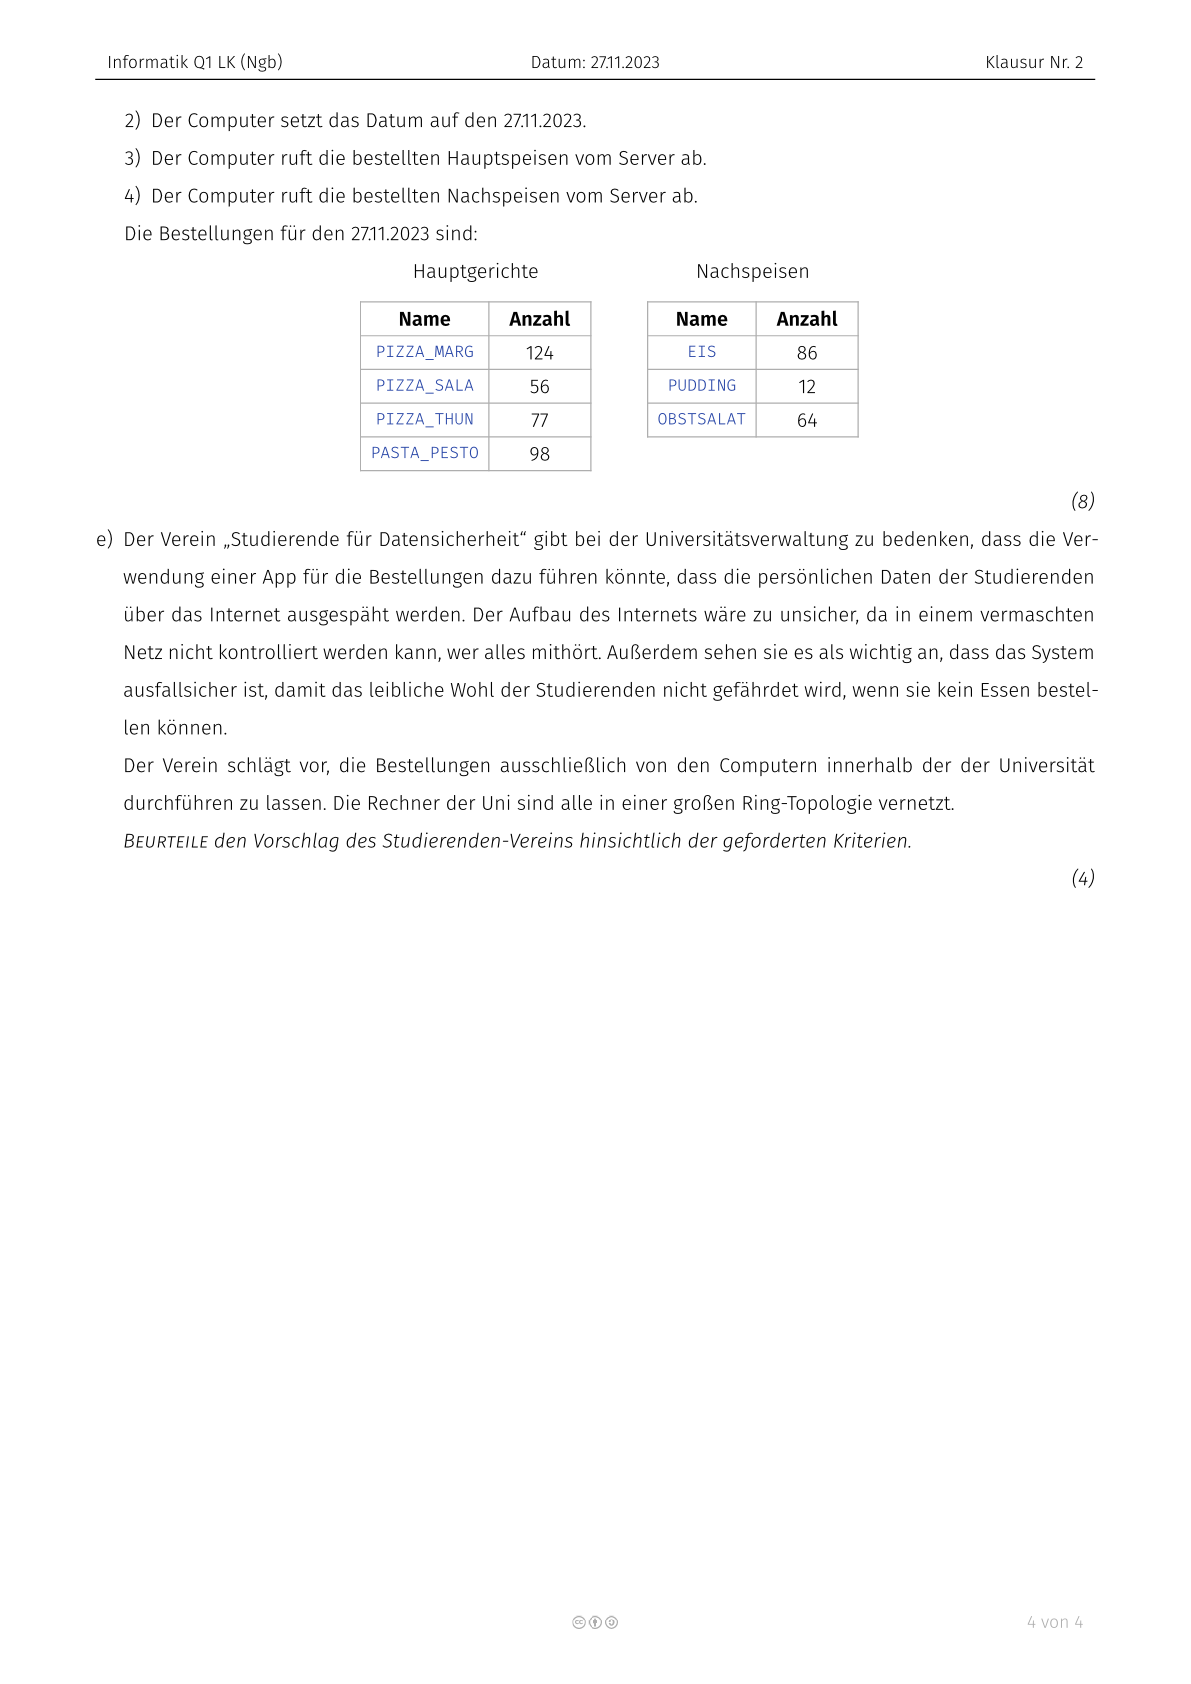 Informatik Q1 LK (Ngb) Datum: 27.11.2023 Klausur Nr. 2
2) Der Computer setzt das Datum auf den 27.11.2023.
3) Der Computer ruft die bestellten Hauptspeisen vom Server ab.
4) Der Computer ruft die bestellten Nachspeisen vom Server ab.
Die Bestellungen für den 27.11.2023 sind:
Hauptgerichte Nachspeisen
Name Anzahl Name Anzahl
PIZZA_MARG 124 EIS 86
PIZZA_SALA 56 PUDDING 12
PIZZA_THUN 77 OBSTSALAT 64
PASTA_PESTO 98
(8)
e) Der Verein „Studierende für Datensicherheit“ gibt bei der Universitätsverwaltung zu bedenken, dass die Ver-
wendung einer App für die Bestellungen dazu führen könnte, dass die persönlichen Daten der Studierenden
über das Internet ausgespäht werden. Der Aufbau des Internets wäre zu unsicher, da in einem vermaschten
Netz nicht kontrolliert werden kann, wer alles mithört. Außerdem sehen sie es als wichtig an, dass das System
ausfallsicher ist, damit das leibliche Wohl der Studierenden nicht gefährdet wird, wenn sie kein Essen bestel-
len können.
Der Verein schlägt vor, die Bestellungen ausschließlich von den Computern innerhalb der der Universität
durchführen zu lassen. Die Rechner der Uni sind alle in einer großen Ring-Topologie vernetzt.
BEURTEILE den Vorschlag des Studierenden-Vereins hinsichtlich der geforderten Kriterien.
(4)
4 von 4